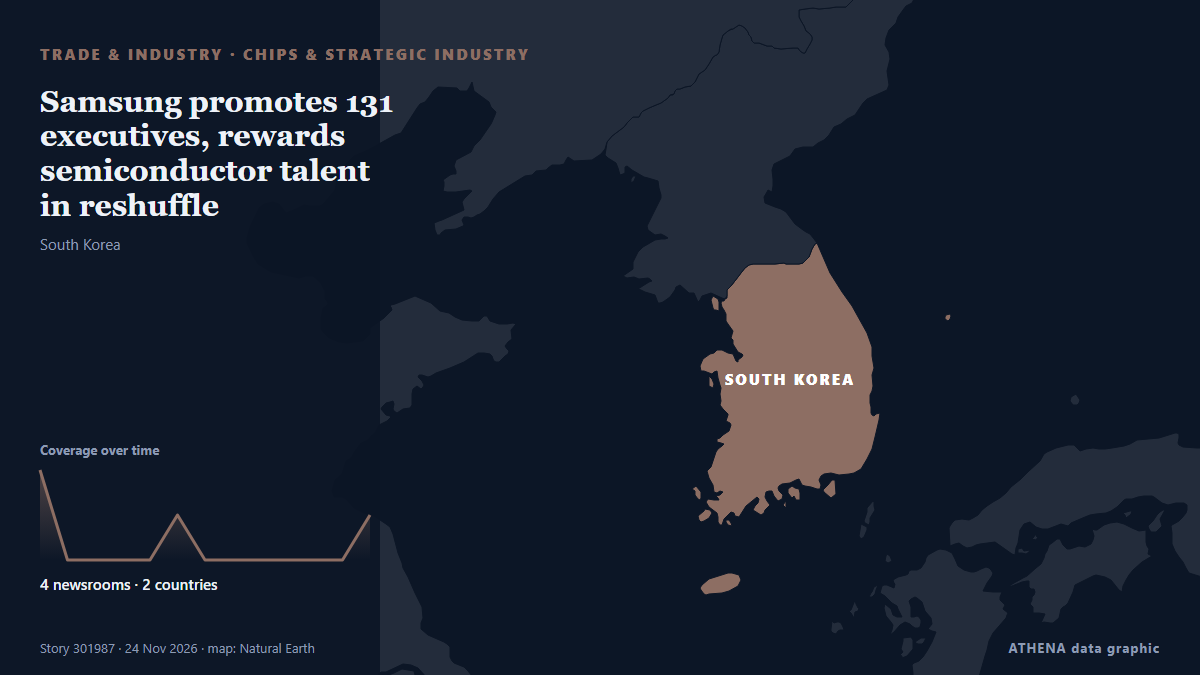 TRADE & INDUSTRY · CHIPS & STRATEGIC INDUSTRY
Samsung promotes 131
executives, rewards
semiconductor talent
in reshuffle
South Korea
SOUTH KOREA
Coverage over time
4 newsrooms · 2 countries
Story 301987 · 24 Nov 2026 · map: Natural Earth
ATHENA data graphic